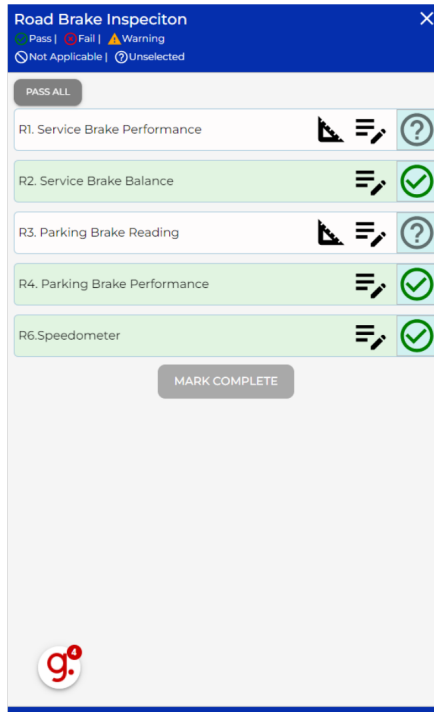 Road Brake Inspeciton
Pass | Fail | Warning
Not Applicable | Unselected
PASS ALL
R1. Service Brake Performance
R2. Service Brake Balance
R3. Parking Brake Reading
R4. Parking Brake Performance
R6.Speedometer
MARK COMPLETE
g. 4